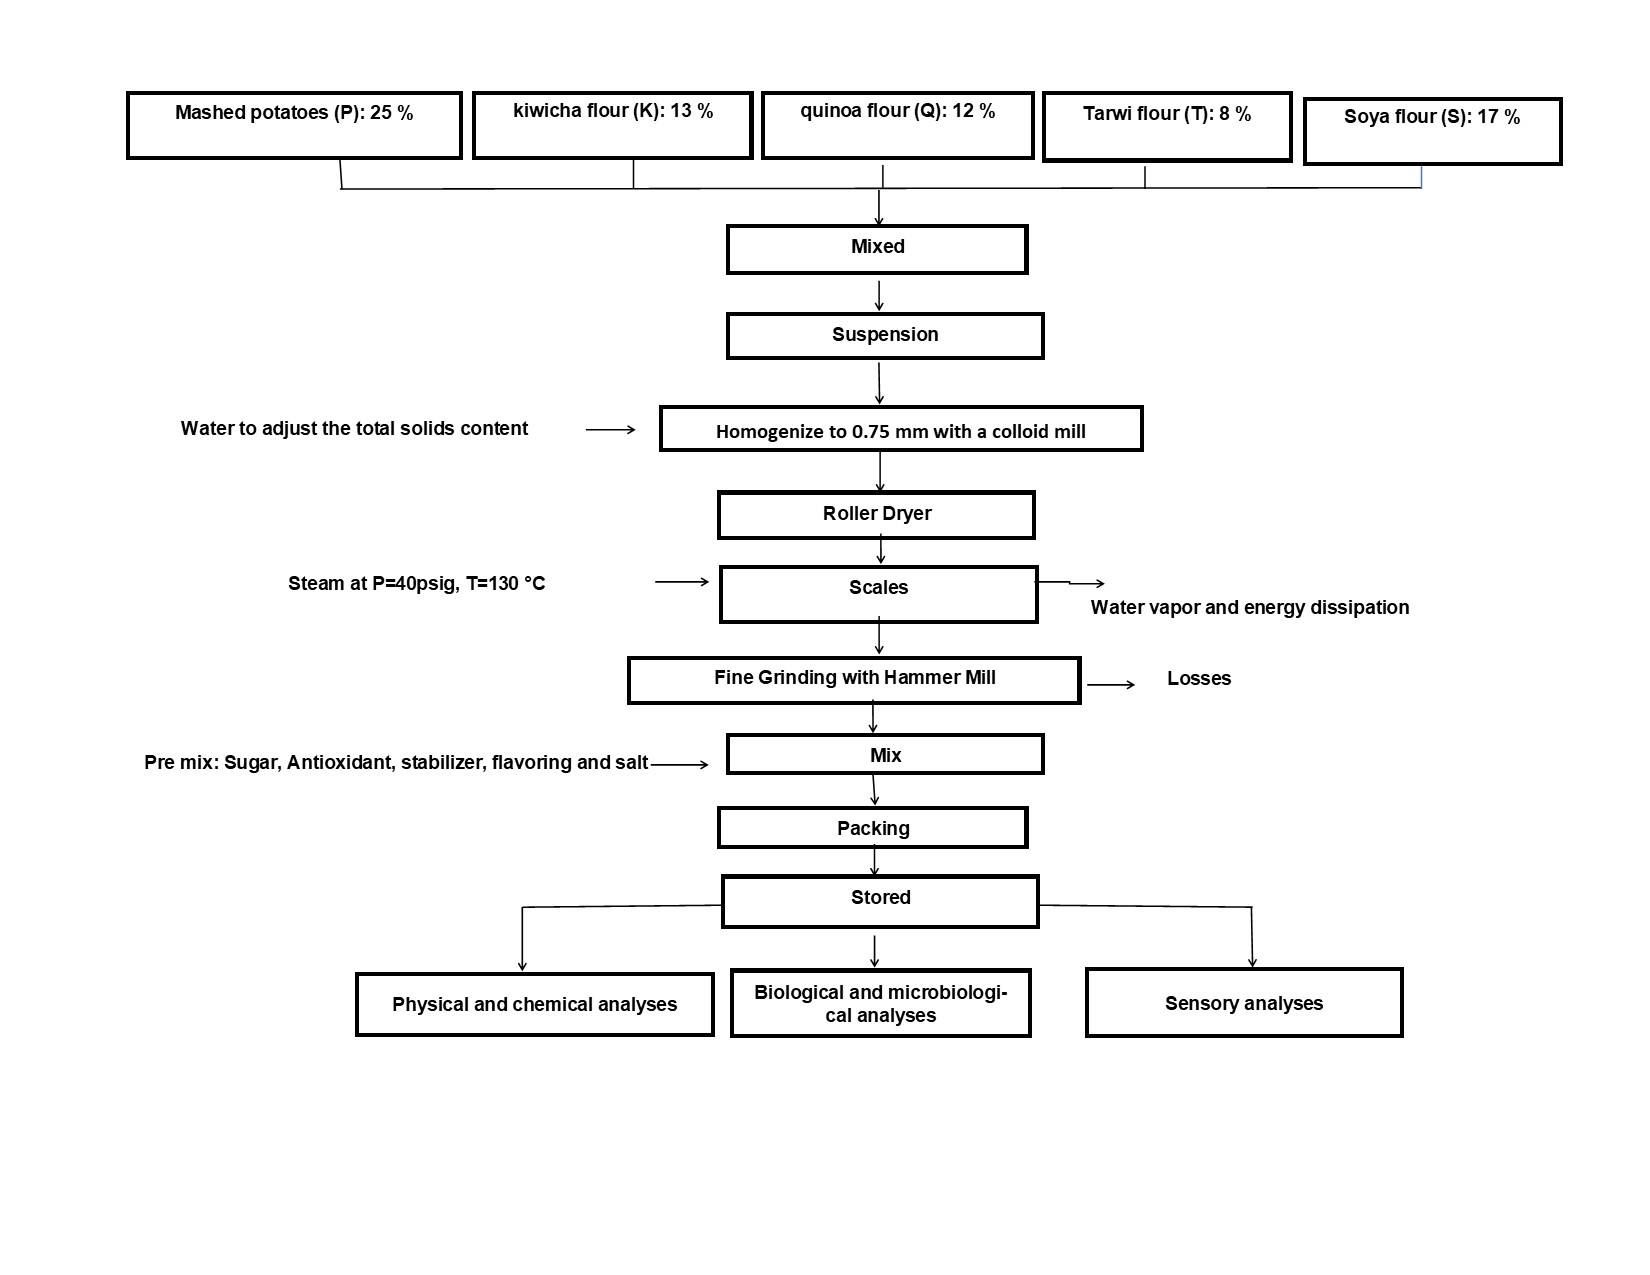 Mashed potatoes (P): 25 %
kiwicha flour (K): 13 %
quinoa flour (Q): 12 %
Tarwi flour (T): 8 %
Soya flour (S): 17 %
Mixed
Suspension
Water to adjust the total solids content
Homogenize to 0.75 mm with a colloid mill
Roller Dryer
Steam at P=40psig, T=130 °C
Scales
Water vapor and energy dissipation
Fine Grinding with Hammer Mill
Losses
Pre mix: Sugar, Antioxidant, stabilizer, flavoring and salt
Mix
Packing
Stored
Physical and chemical analyses
Biological and microbiologi-
cal analyses
Sensory analyses